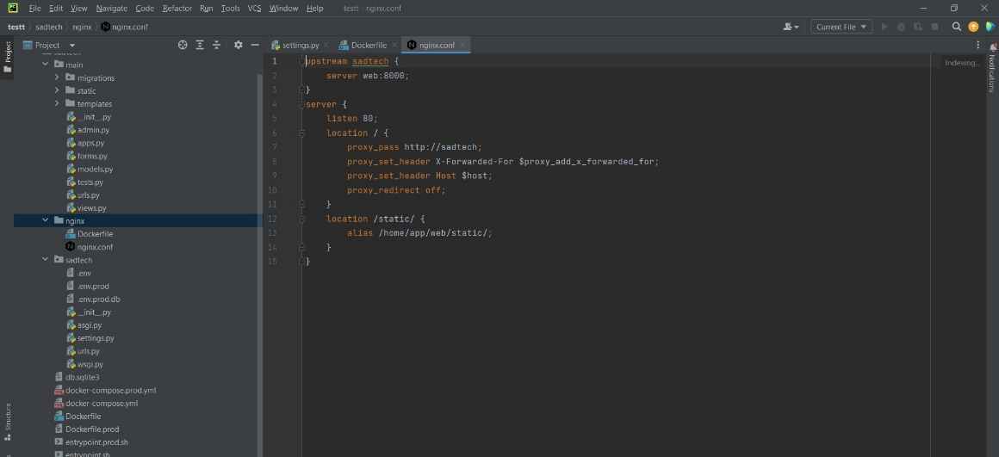 PC File Edit View Navigate Code Refactor Run Tools VCS Window Help testt - nginx.conf
testt sadtech nginx nginx.conf
Current File
Project
Project
settings.py
Dockerfile
nginx.conf
Indexing...
Notifications
main
migrations
static
templates
__init__.py
admin.py
apps.py
forms.py
models.py
tests.py
urls.py
views.py
nginx
Dockerfile
nginx.conf
sadtech
.env
.env.prod
.env.prod.db
__init__.py
asgi.py
settings.py
urls.py
wsgi.py
db.sqlite3
docker-compose.prod.yml
docker-compose.yml
Dockerfile
Dockerfile.prod
entrypoint.prod.sh
entrypoint.sh
Structure
1 upstream sadtech {
2 server web:8000;
3 }
4 server {
5 listen 80;
6 location / {
7 proxy_pass http://sadtech;
8 proxy_set_header X-Forwarded-For $proxy_add_x_forwarded_for;
9 proxy_set_header Host $host;
10 proxy_redirect off;
11 }
12 location /static/ {
13 alias /home/app/web/static/;
14 }
15 }